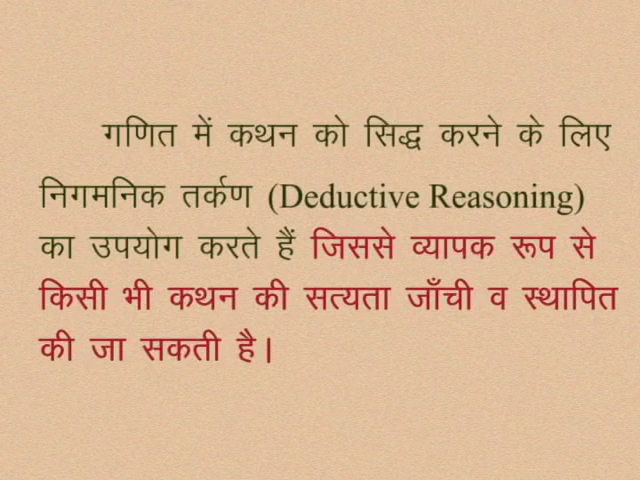 गणित में कथन को सिद्ध करने के लिए
निगमनिक तर्कण (Deductive Reasoning)
का उपयोग करते हैं जिससे व्यापक रूप से
किसी भी कथन की सत्यता जाँची व स्थापित
की जा सकती है।